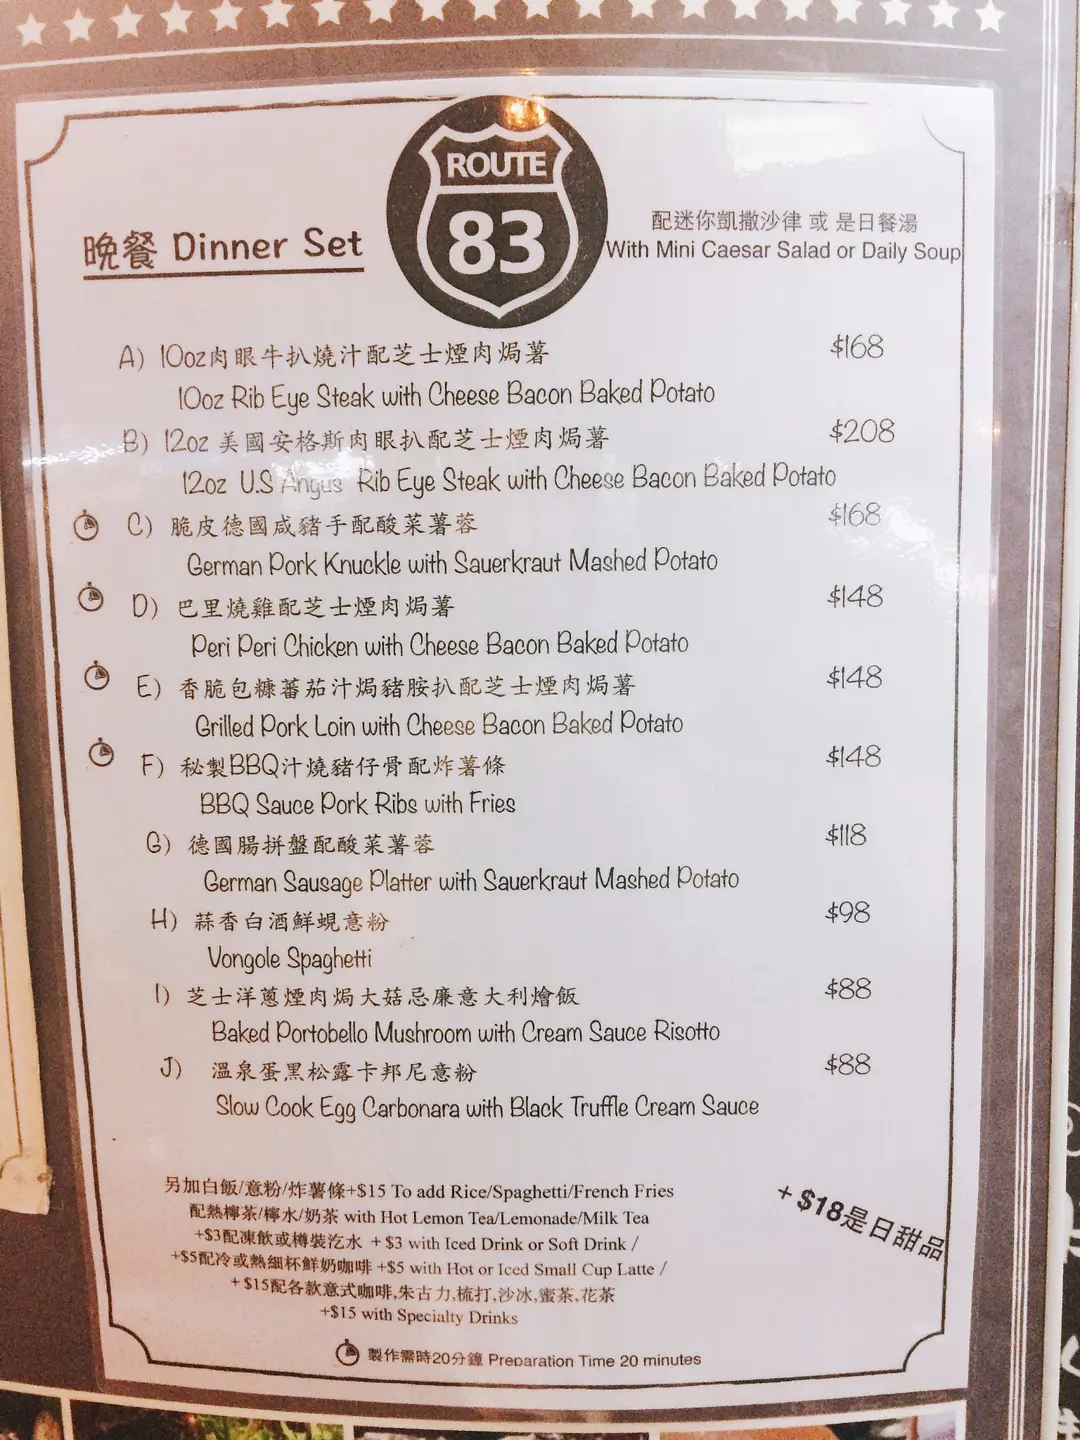 ROUTE
83
晚餐 Dinner Set
配迷你凱撒沙律 或 是日餐湯
With Mini Caesar Salad or Daily Soup
A) 10oz肉眼牛扒燒汁配芝士煙肉焗薯 $168
10oz Rib Eye Steak with Cheese Bacon Baked Potato
B) 12oz 美國安格斯肉眼扒配芝士煙肉焗薯 $208
12oz U.S Angus Rib Eye Steak with Cheese Bacon Baked Potato
C) 脆皮德國咸豬手配酸菜薯蓉 $168
German Pork Knuckle with Sauerkraut Mashed Potato
D) 巴里燒雞配芝士煙肉焗薯 $148
Peri Peri Chicken with Cheese Bacon Baked Potato
E) 香脆包糠蕃茄汁焗豬胺扒配芝士煙肉焗薯 $148
Grilled Pork Loin with Cheese Bacon Baked Potato
F) 秘製BBQ汁燒豬仔骨配炸薯條 $148
BBQ Sauce Pork Ribs with Fries
G) 德國腸拼盤配酸菜薯蓉 $118
German Sausage Platter with Sauerkraut Mashed Potato
H) 蒜香白酒鮮蜆意粉 $98
Vongole Spaghetti
I) 芝士洋蔥煙肉焗大菇忌廉意大利燴飯 $88
Baked Portobello Mushroom with Cream Sauce Risotto
J) 溫泉蛋黑松露卡邦尼意粉 $88
Slow Cook Egg Carbonara with Black Truffle Cream Sauce
另加白飯/意粉/炸薯條+$15 To add Rice/Spaghetti/French Fries
配熱檸茶/檸水/奶茶 with Hot Lemon Tea/Lemonade/Milk Tea
+$3配凍飲或樽裝汔水 + $3 with Iced Drink or Soft Drink /
+$5配冷或熱細杯鮮奶咖啡 +$5 with Hot or Iced Small Cup Latte /
+ $15配各款意式咖啡,朱古力,梳打,沙冰,蜜茶,花茶
+$15 with Specialty Drinks
+ $18是日甜品
製作需時20分鐘 Preparation Time 20 minutes